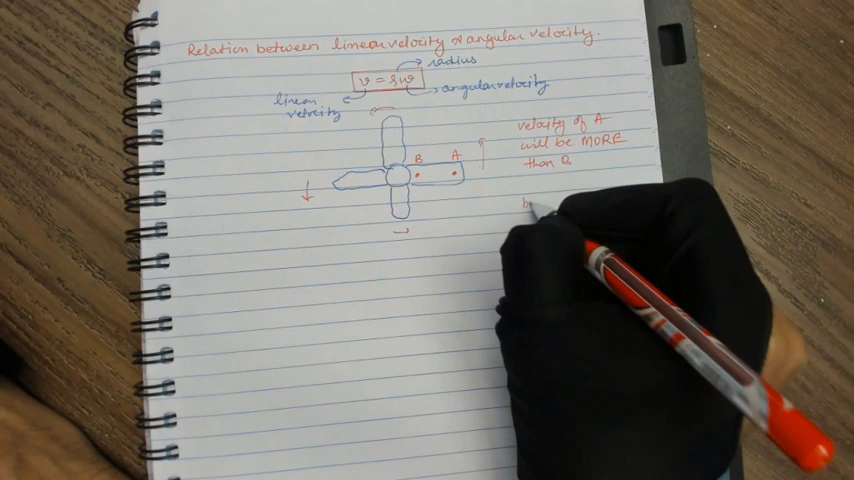 Relation between linear velocity & angular velocity.
radius
v = rω
angular velocity
linear
velocity
velocity of A
will be MORE
than B
B
A
b